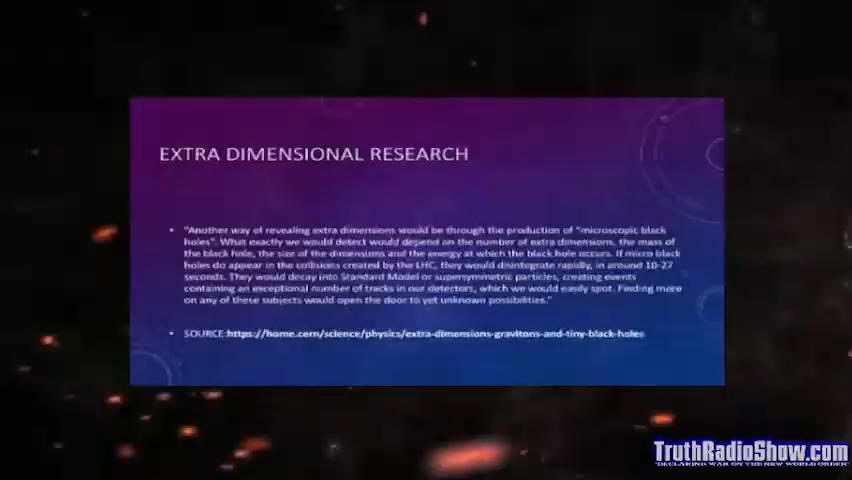 EXTRA DIMENSIONAL RESEARCH
• "Another way of revealing extra dimensions would be through the production of "microscopic black
holes". What exactly we would detect would depend on the number of extra dimensions, the mass of
the black hole, the size of the dimensions and the energy at which the black hole occurs. If micro black
holes do appear in the collisions created by the LHC, they would disintegrate rapidly, in around 10-27
seconds. They would decay into Standard Model or supersymmetric particles, creating events
containing an exceptional number of tracks in our detectors, which we would easily spot. Finding more
on any of these subjects would open the door to yet unknown possibilities."
• SOURCE:https://home.cern/science/physics/extra-dimensions-gravitons-and-tiny-black-holes
TruthRadioShow.com
"DECLARING WAR ON THE NEW WORLD ORDER"